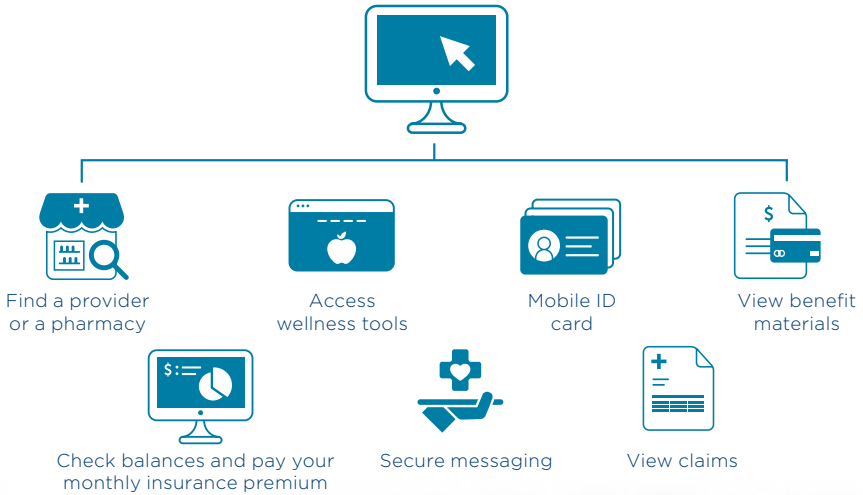 Find a provider
or a pharmacy
Access
wellness tools
Mobile ID
card
$
View benefit
materials
$
Check balances and pay your
monthly insurance premium
Secure messaging
View claims